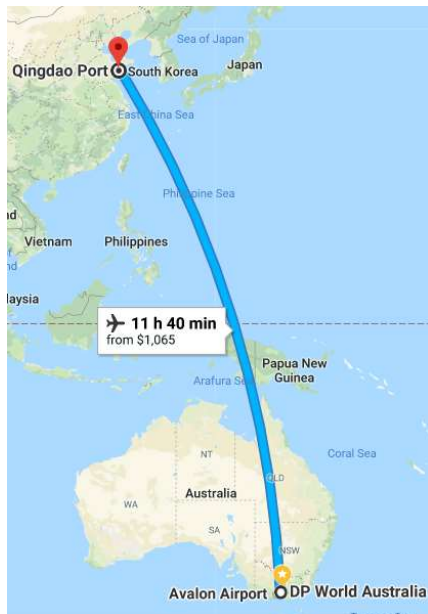 Sea of Japan
Qingdao Port
South Korea
Japan
East China Sea
Philippine Sea
Vietnam
Philippines
11 h 40 min
from $1,065
Papua New
Guinea
Arafura Sea
Coral Sea
NT
QLD
Australia
WA
SA
NSW
Avalon Airport
DP World Australia